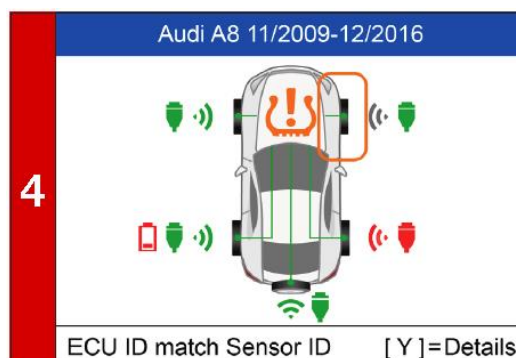 Audi A8 11/2009-12/2016
4
ECU ID match Sensor ID [ Y ]=Details